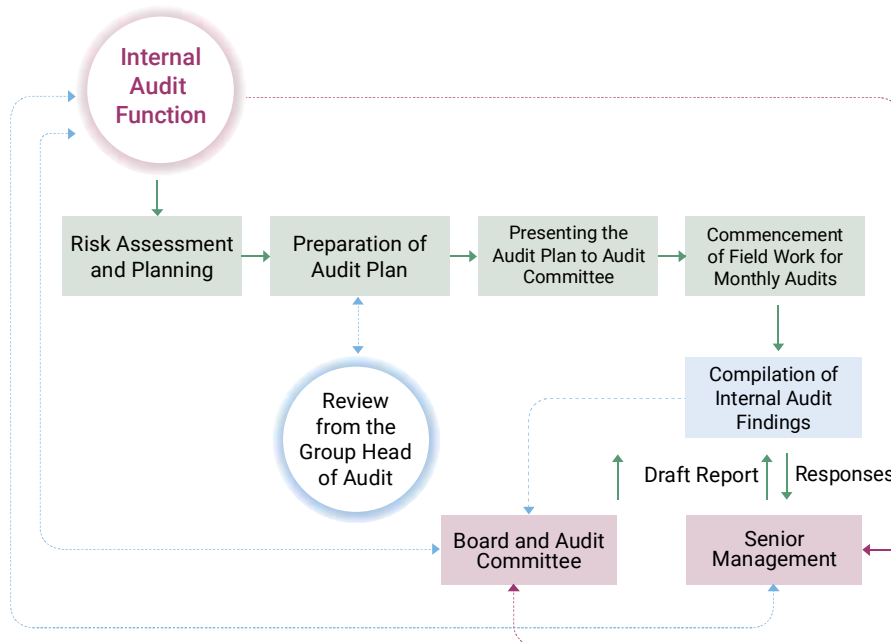 Internal
Audit
Function
Risk Assessment
and Planning
Preparation of
Audit Plan
Presenting the
Audit Plan to Audit
Committee
Commencement
of Field Work for
Monthly Audits
Review
from the
Group Head
of Audit
Compilation of
Internal Audit
Findings
Draft Report
Responses
Board and Audit
Committee
Senior
Management